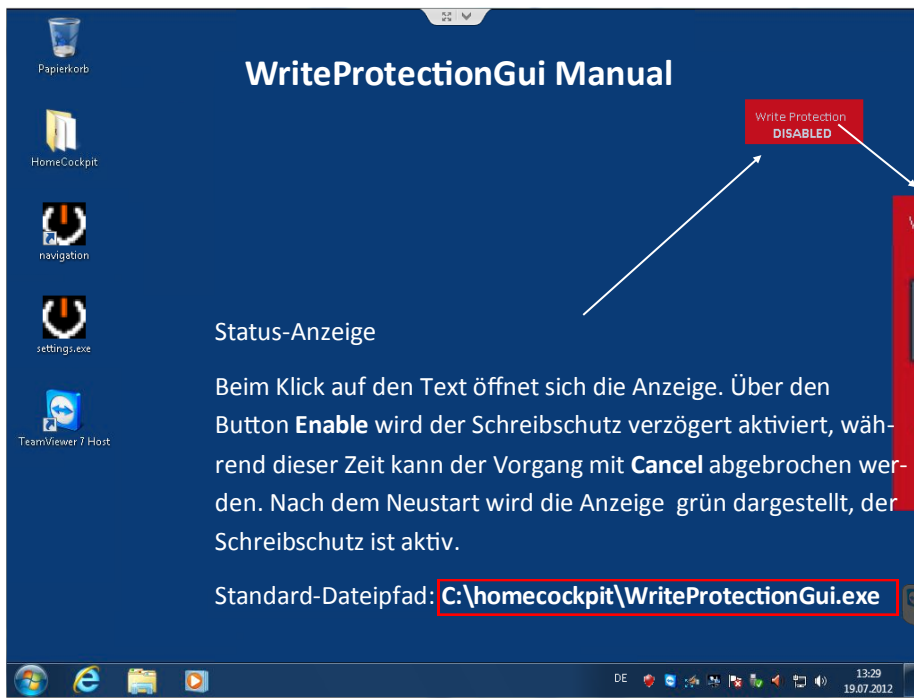 Papierkorb
WriteProtectionGui Manual
Write Protection
DISABLED
HomeCockpit
navigation
settings.exe
TeamViewer 7 Host
Status-Anzeige
Beim Klick auf den Text öffnet sich die Anzeige. Über den
Button Enable wird der Schreibschutz verzögert aktiviert, wäh-
rend dieser Zeit kann der Vorgang mit Cancel abgebrochen wer-
den. Nach dem Neustart wird die Anzeige  grün dargestellt, der
Schreibschutz ist aktiv.
Standard-Dateipfad: C:\homecockpit\WriteProtectionGui.exe
DE
13:29
19.07.2012